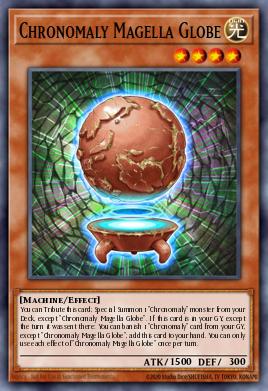 CHRONOMALY MAGELLA GLOBE
光
[MACHINE/EFFECT]
You can Tribute this card; Special Summon 1 "Chronomaly" monster from your
Deck, except "Chronomaly Magella Globe". If this card is in your GY, except
the turn it was sent there: You can banish 1 "Chronomaly" card from your GY,
except "Chronomaly Magella Globe"; add this card to your hand. You can only
use each effect of "Chronomaly Magella Globe" once per turn.
ATK/1500 DEF/ 300
©2020 Studio Dice/SHUEISHA, TV TOKYO, KONAMI